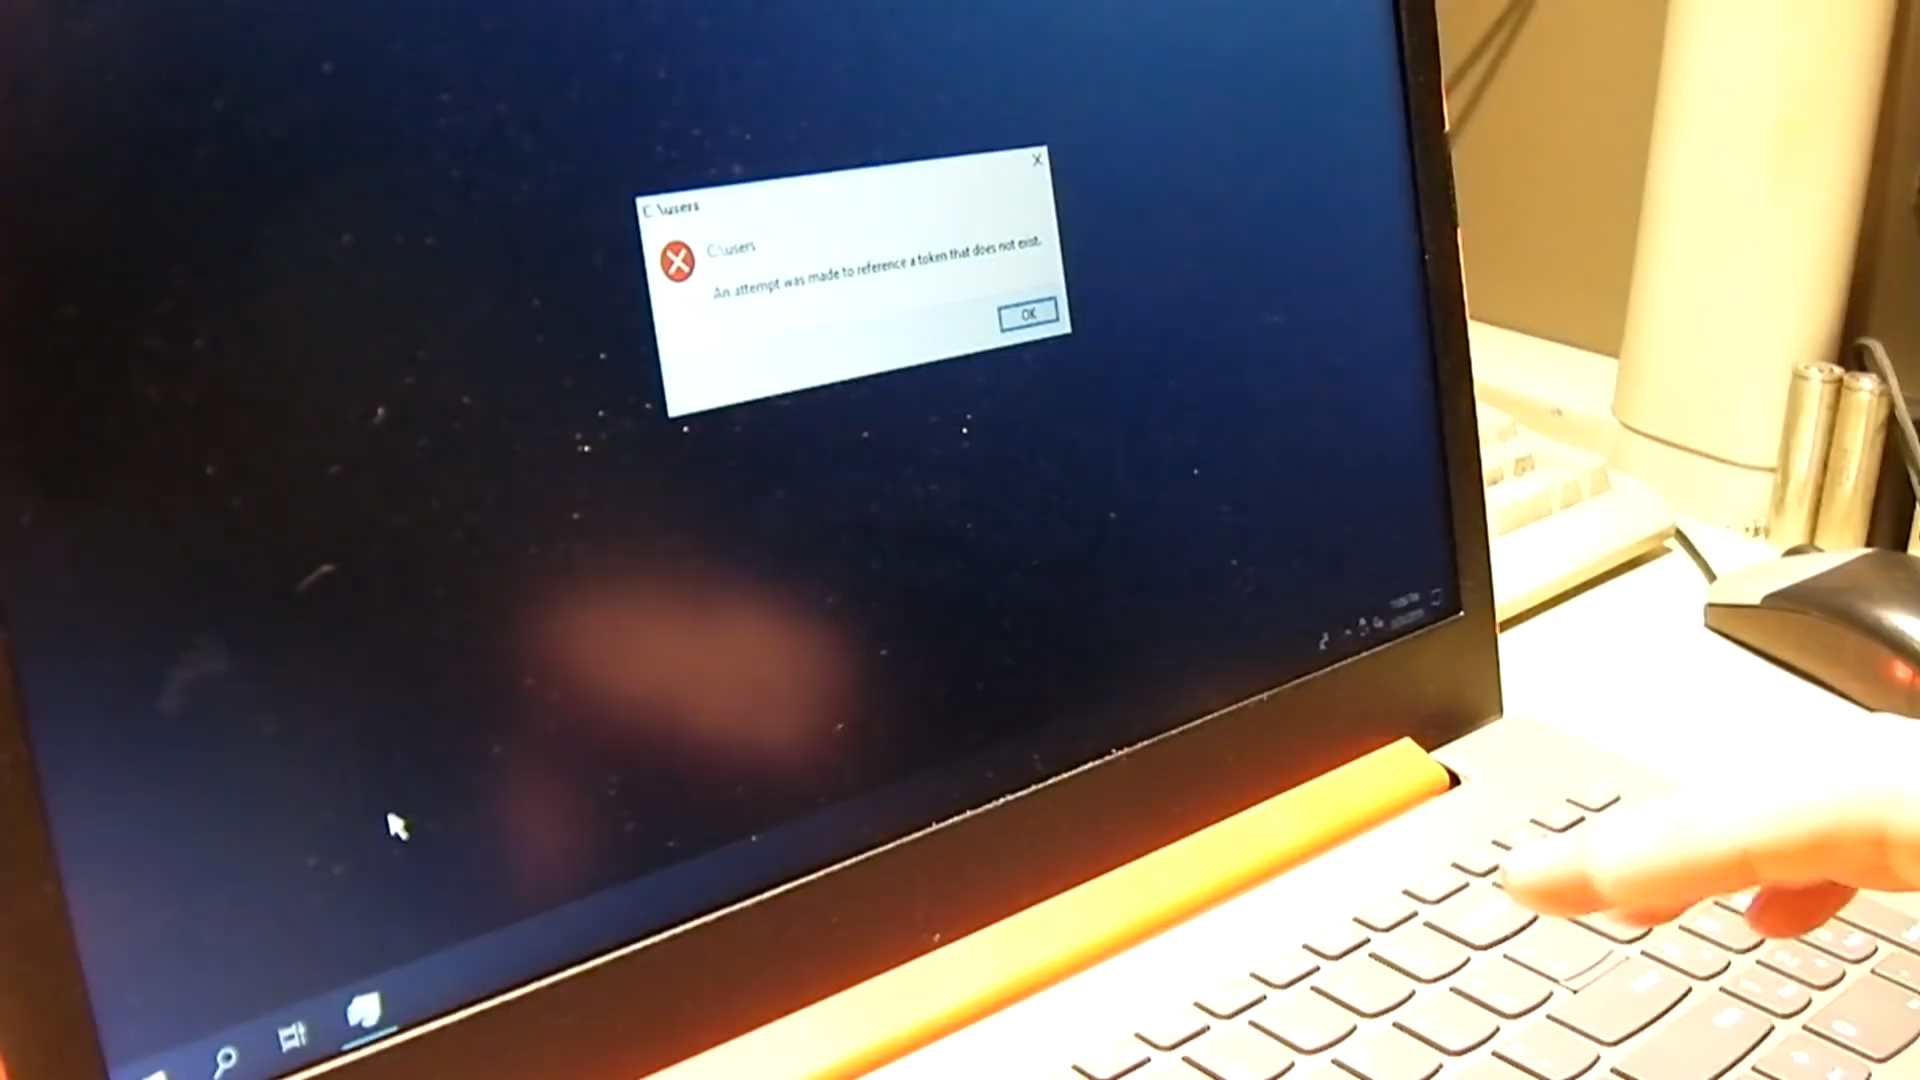 C:\users
C:\users
An attempt was made to reference a token that does not exist.
OK